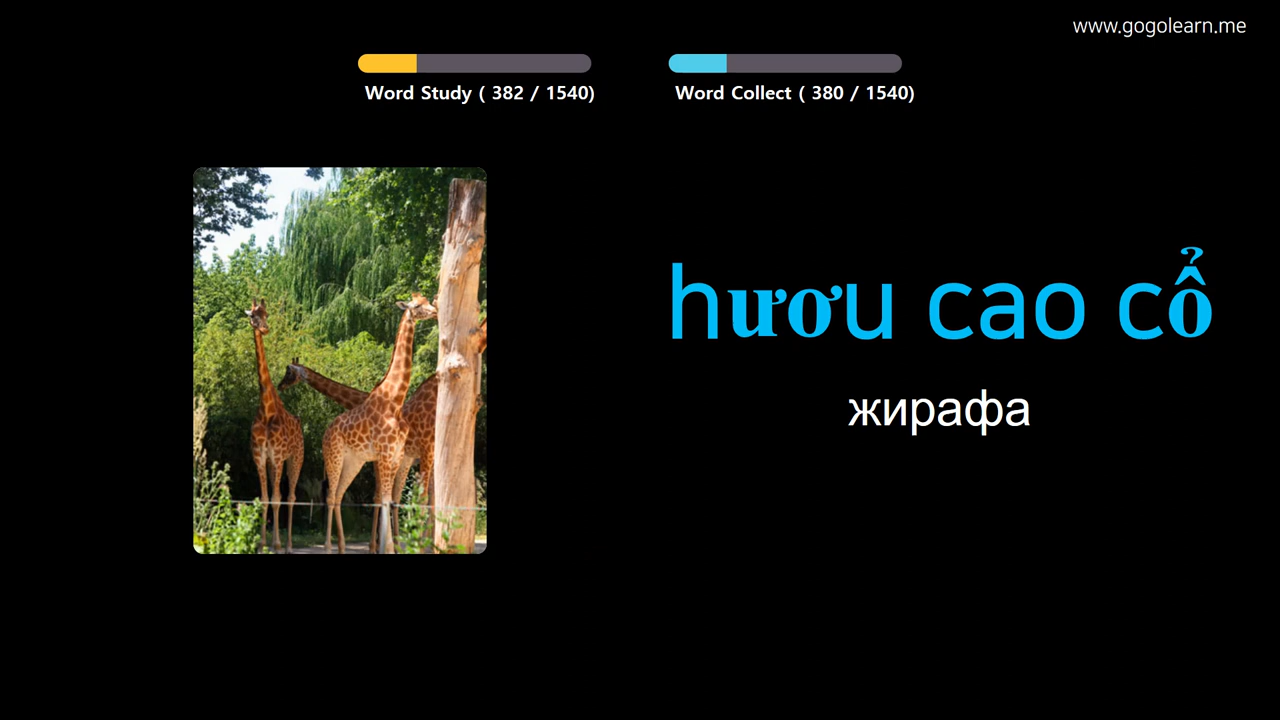 www.gogolearn.me
Word Study ( 382 / 1540)
Word Collect ( 380 / 1540)
hươu cao cổ
жирафа